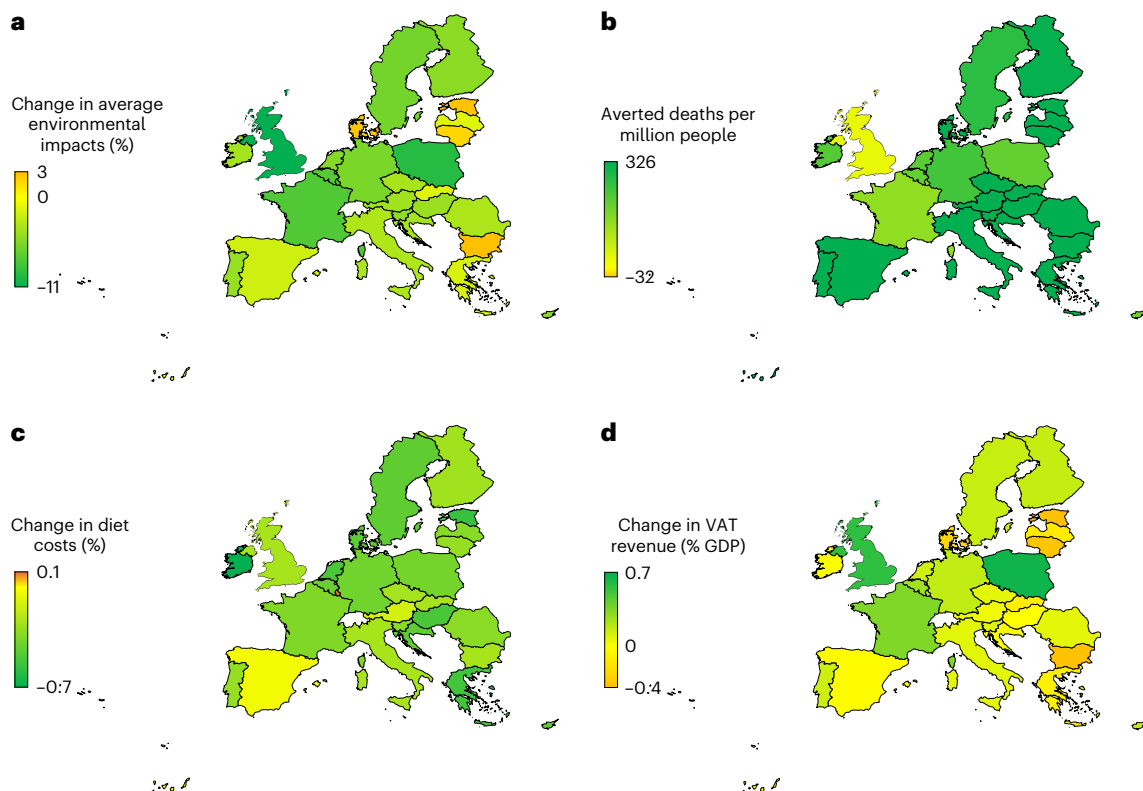 a
Change in average
environmental
impacts (%)
3
0
−11
b
Averted deaths per
million people
326
−32
c
Change in diet
costs (%)
0.1
−0.7
d
Change in VAT
revenue (% GDP)
0.7
0
−0.4